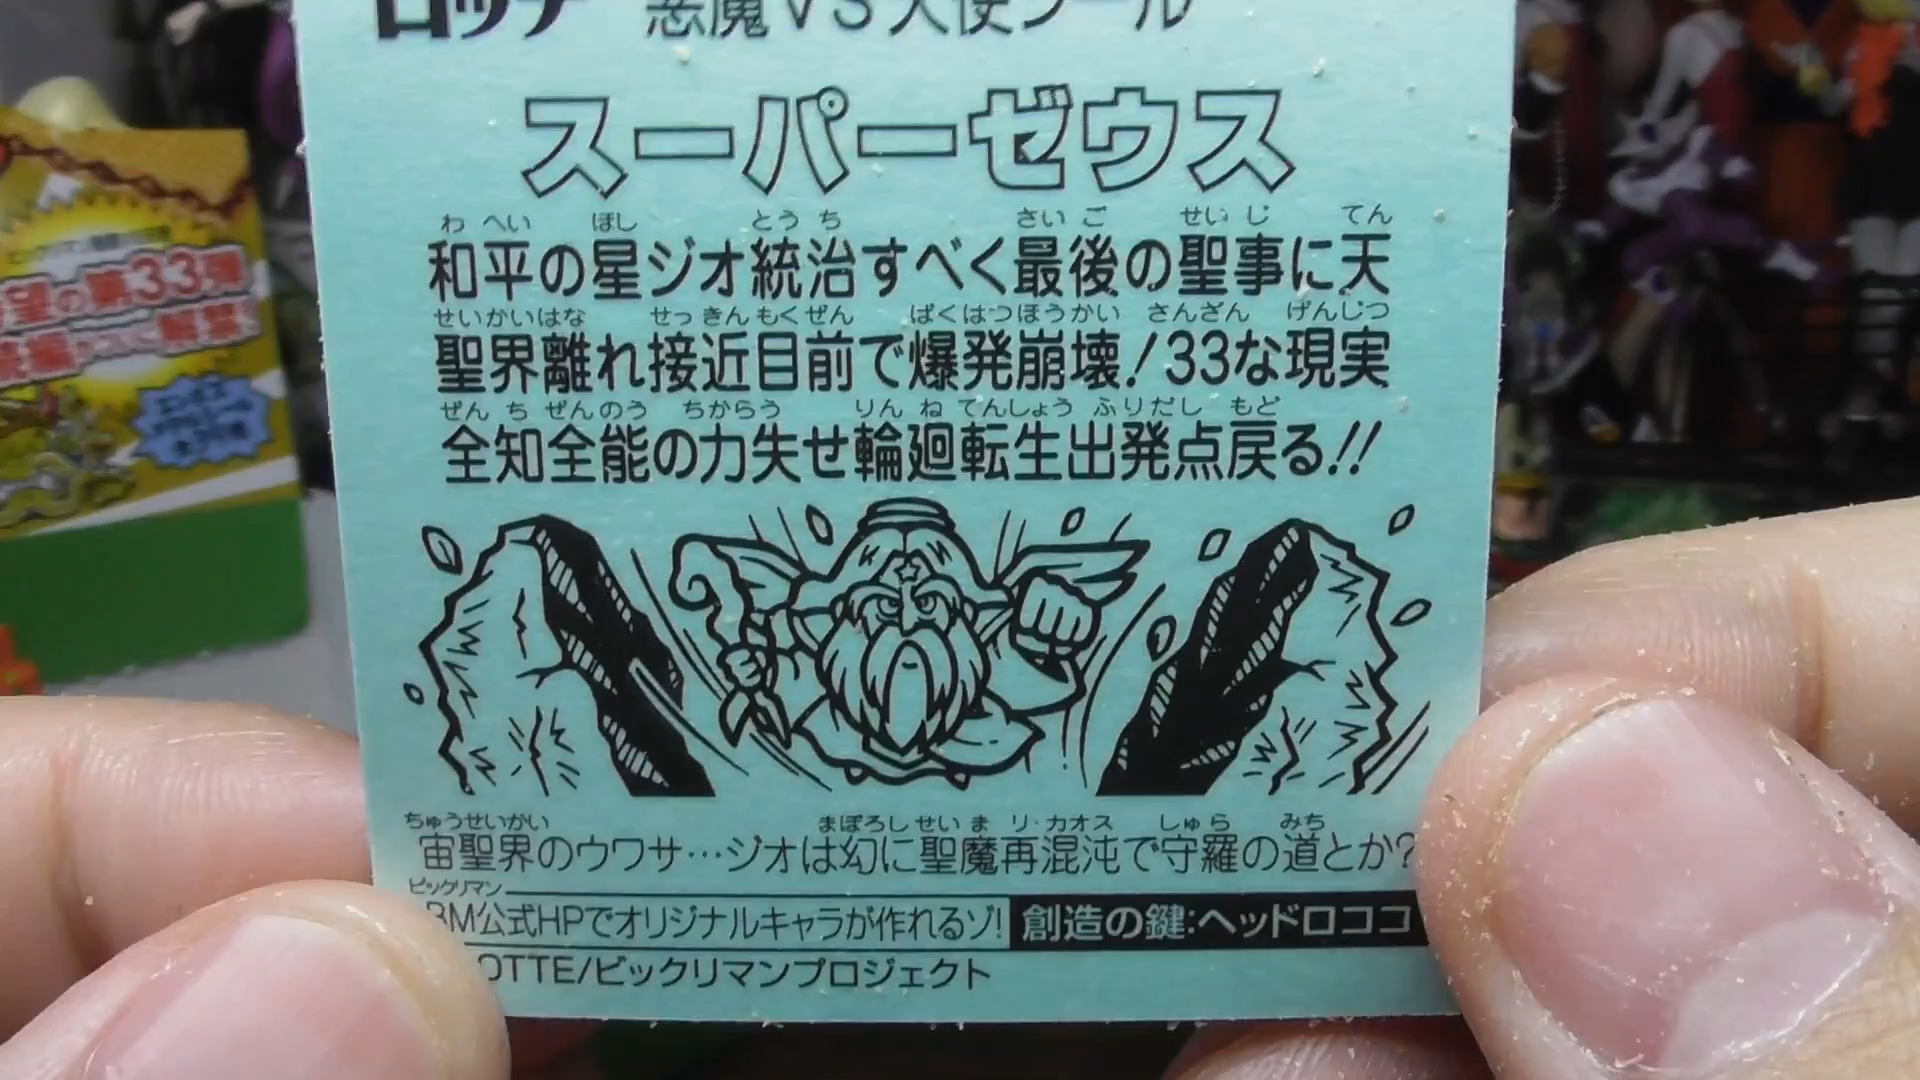 ロッテ 悪魔VS天使シール
スーパーゼウス
わ へい ほし とう ち さい ご せい じ てん
和平の星ジオ統治すべく最後の聖事に天
せいかいはな せっきんもくぜん ばくはつほうかい さんざん げんじつ
聖界離れ接近目前で爆発崩壊!33な現実
ぜん ち ぜんのう ちからう りん ね てんしょう ふりだし もど
全知全能の力失せ輪廻転生出発点戻る!!
ちゅうせいかい まぼろし せい ま リ・カオス しゅ ら みち
宙聖界のウワサ…ジオは幻に聖魔再混沌で守羅の道とか?
ビックリマン
BM公式HPでオリジナルキャラが作れるゾ! 創造の鍵:ヘッドロココ
OTTE/ビックリマンプロジェクト
望の第33弾